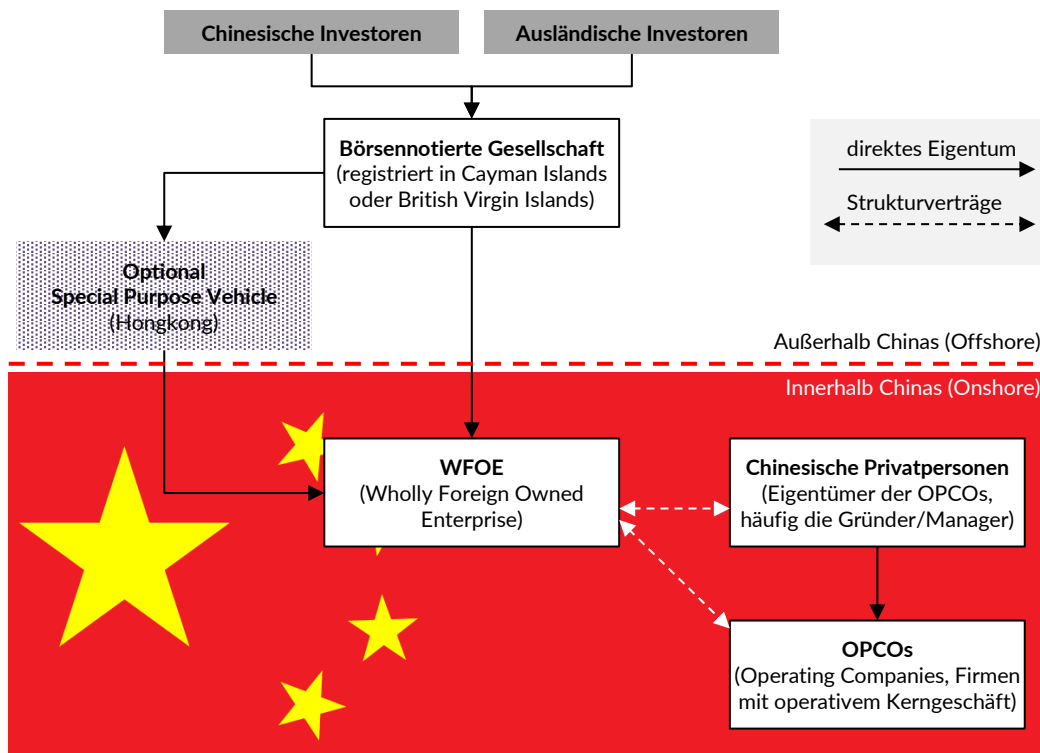 Chinesische Investoren
Ausländische Investoren
Börsennotierte Gesellschaft
(registriert in Cayman Islands
oder British Virgin Islands)
direktes Eigentum
Strukturverträge
Optional
Special Purpose Vehicle
(Hongkong)
Außerhalb Chinas (Offshore)
Innerhalb Chinas (Onshore)
WFOE
(Wholly Foreign Owned
Enterprise)
Chinesische Privatpersonen
(Eigentümer der OPCOs,
häufig die Gründer/Manager)
OPCOs
(Operating Companies, Firmen
mit operativem Kerngeschäft)